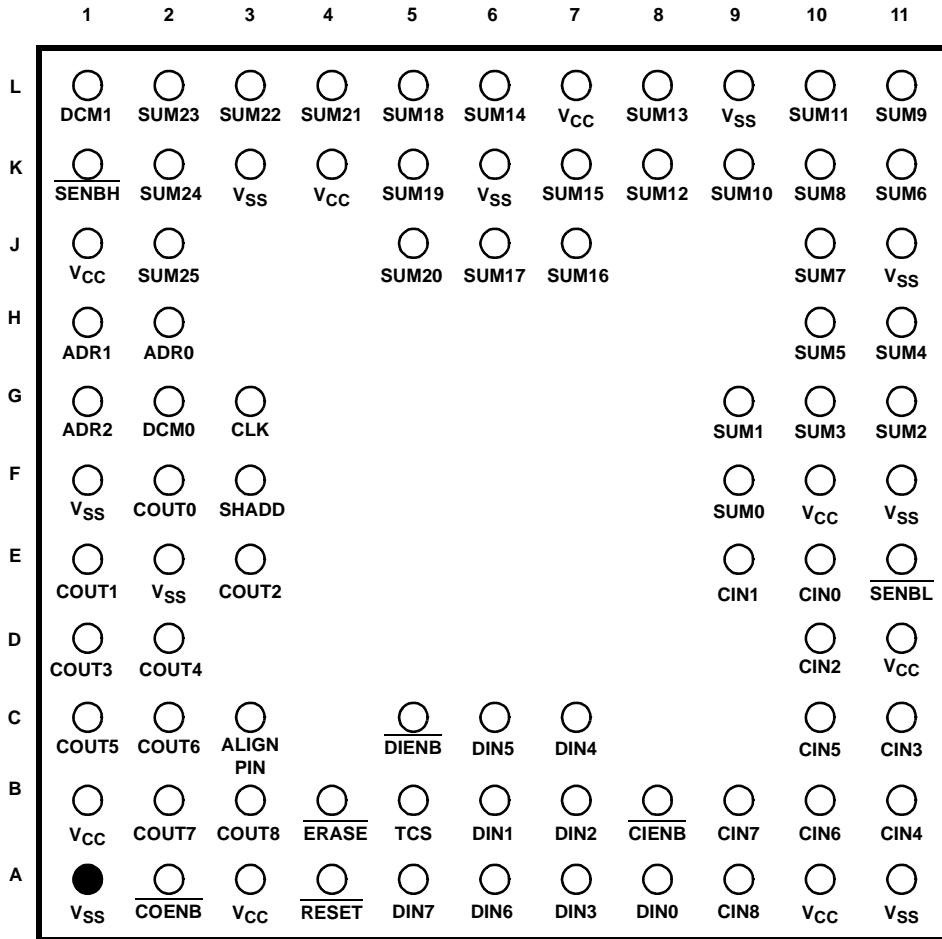 1 2 3 4 5 6 7 8 9 10 11
L
DCM1 SUM23 SUM22 SUM21 SUM18 SUM14 VCC SUM13 VSS SUM11 SUM9
K
SENBH SUM24 VSS VCC SUM19 VSS SUM15 SUM12 SUM10 SUM8 SUM6
J
VCC SUM25 SUM20 SUM17 SUM16 SUM7 VSS
H
ADR1 ADR0 SUM5 SUM4
G
ADR2 DCM0 CLK SUM1 SUM3 SUM2
F
VSS COUT0 SHADD SUM0 VCC VSS
E
COUT1 VSS COUT2 CIN1 CIN0 SENBL
D
COUT3 COUT4 CIN2 VCC
C
COUT5 COUT6 ALIGN DIENB DIN5 DIN4 CIN5 CIN3
PIN
B
VCC COUT7 COUT8 ERASE TCS DIN1 DIN2 CIENB CIN7 CIN6 CIN4
A
VSS COENB VCC RESET DIN7 DIN6 DIN3 DIN0 CIN8 VCC VSS